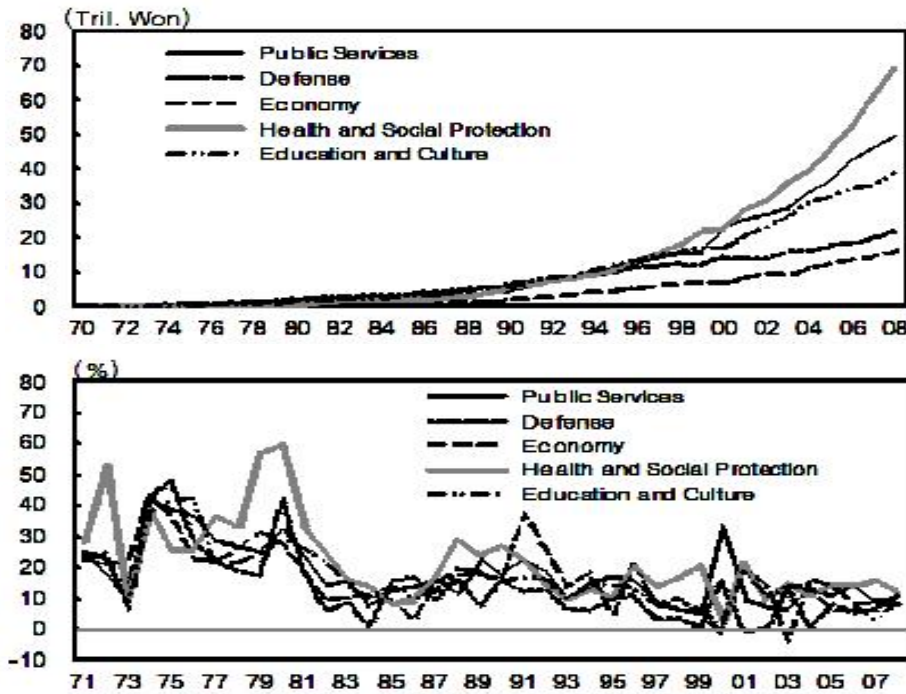 (Tril. Won)
80
70
60
50
40
30
20
10
0
Public Services
Defense
Economy
Health and Social Protection
Education and Culture
70 72 74 76 78 80 82 84 86 88 90 92 94 96 98 00 02 04 06 08
(%)
80
70
60
50
40
30
20
10
0
-10
Public Services
Defense
Economy
Health and Social Protection
Education and Culture
71 73 75 77 79 81 83 85 87 89 91 93 95 97 99 01 03 05 07